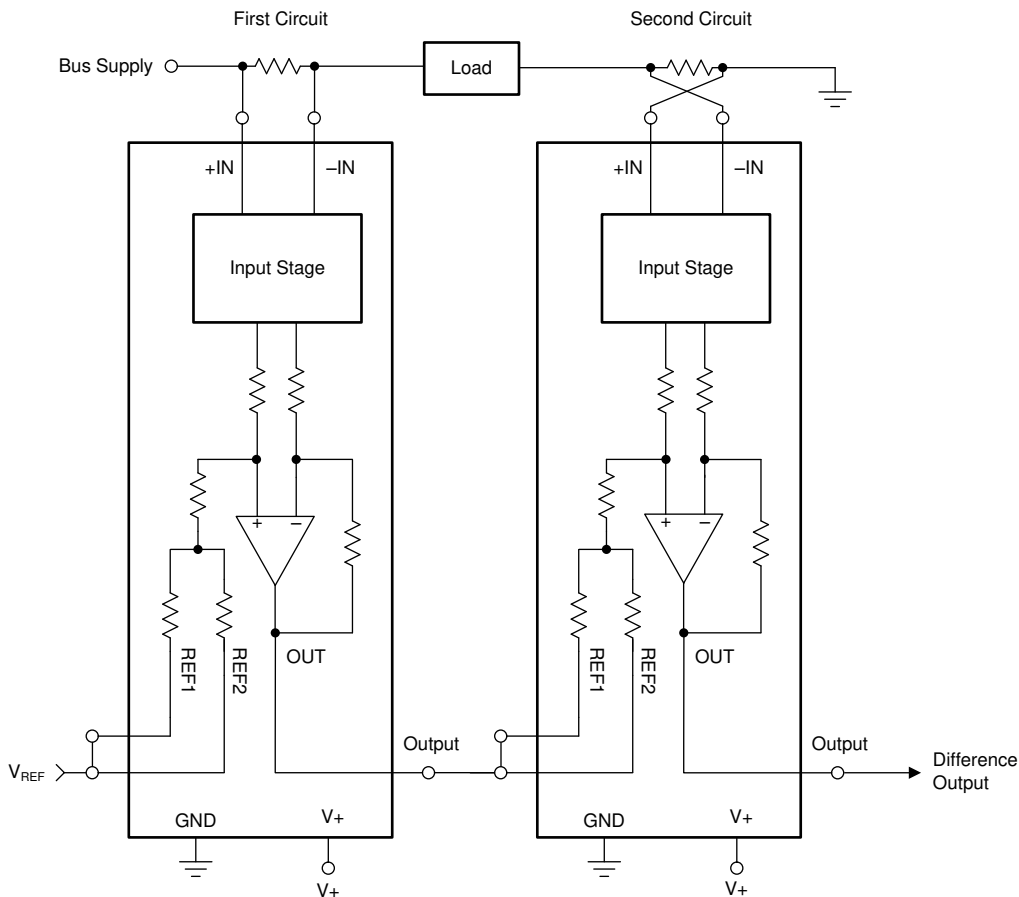 First Circuit
Second Circuit
Bus Supply
Load
+IN
–IN
+IN
–IN
Input Stage
Input Stage
+
–
+
–
OUT
OUT
REF1
REF2
REF1
REF2
Output
Output
VREF
Difference
Output
GND
V+
GND
V+
V+
V+